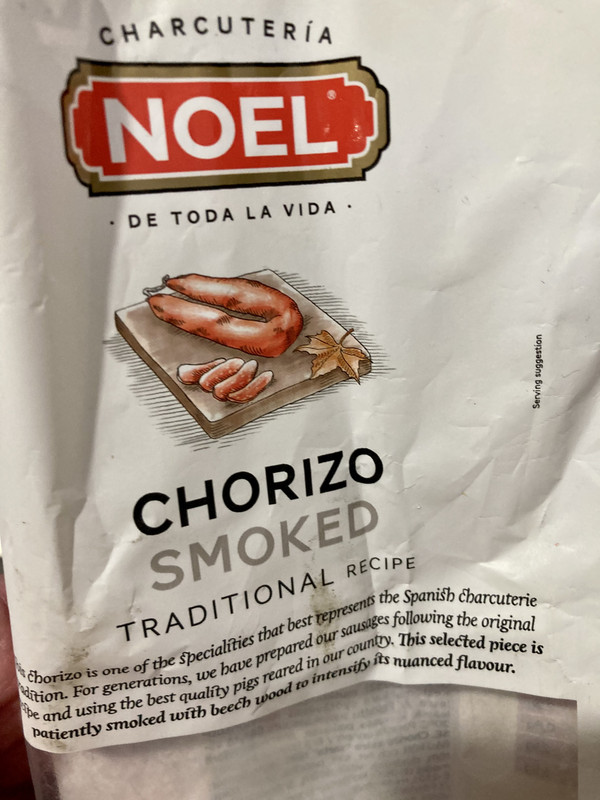 CHARCUTERÍA
NOEL®
· DE TODA LA VIDA ·
Serving suggestion
CHORIZO
SMOKED
TRADITIONAL RECIPE
chorizo is one of the specialities that best represents the Spanish charcuterie
For generations, we have prepared our sausages following the original
and using the best quality pigs reared in our country. This selected piece is
patiently smoked with beech wood to intensify its nuanced flavour.